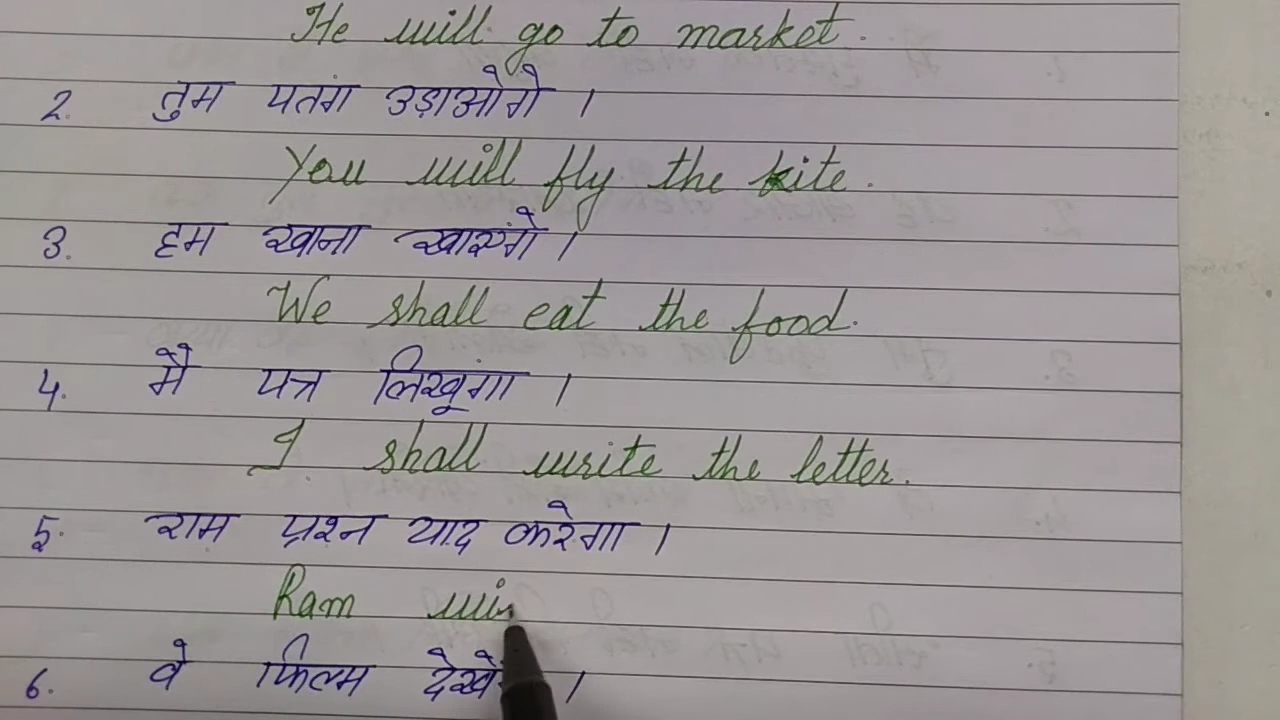 He will go to market.
2. तुम पतंग उड़ाओगे ।
You will fly the kite.
3. हम खाना खाएंगे ।
We shall eat the food.
4. मै पत्र लिखूंगा ।
I shall write the letter.
5. राम प्रश्न याद करेगा ।
Ram
6. वे फिल्म ।